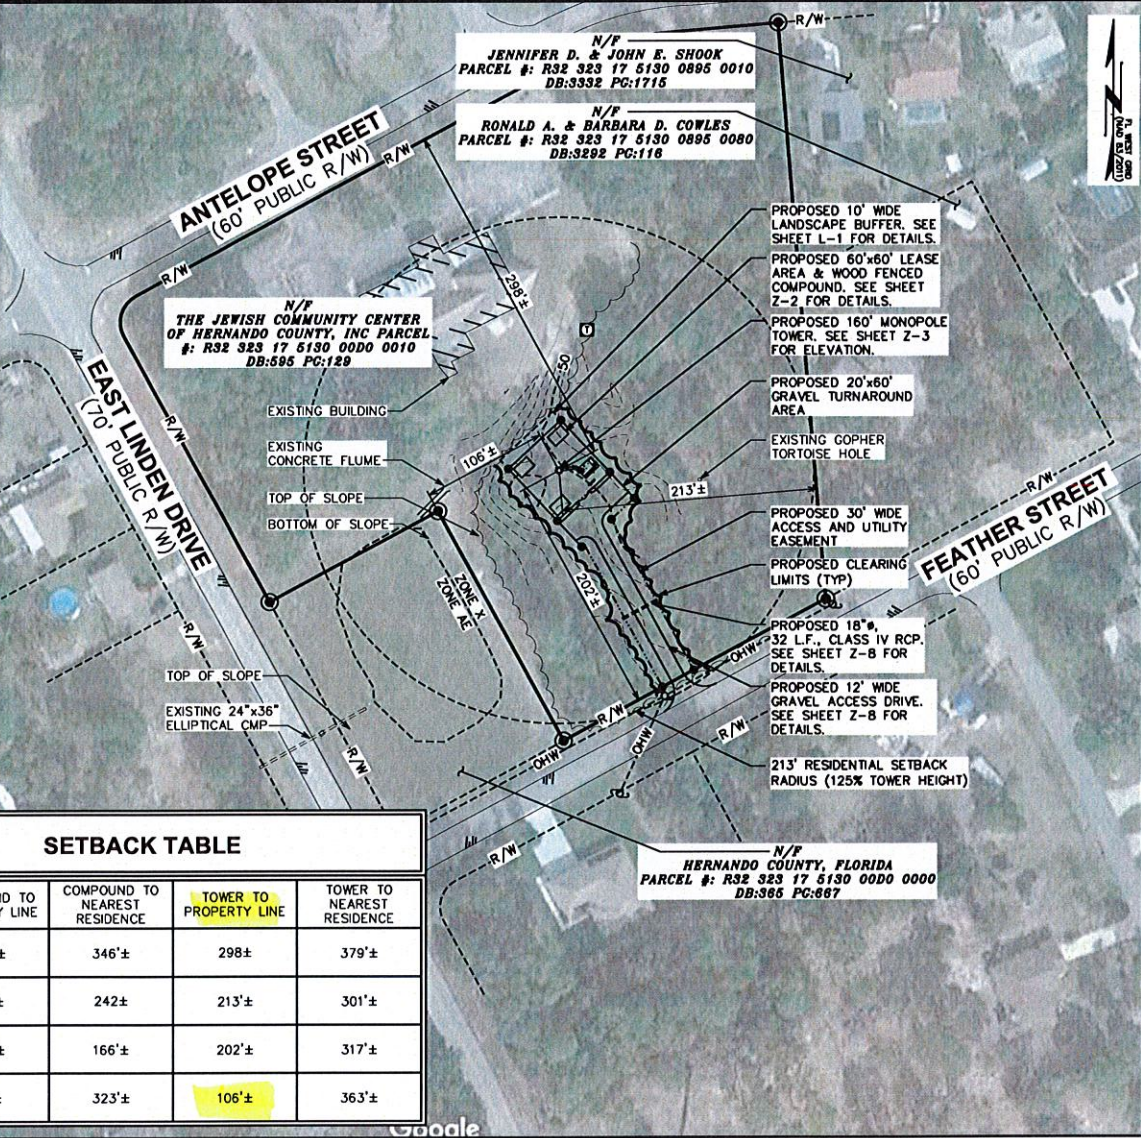 R/W
N/F
JENNIFER D. & JOHN E. SHOOK
PARCEL #: R32 323 17 5130 0895 0010
DB:3332 PG:1715
N/F
RONALD A. & BARBARA D. COWLES
PARCEL #: R32 323 17 5130 0895 0080
DB:3292 PG:116
FL WEST GRID
(NAD 83/2011)
ANTELOPE STREET
(60' PUBLIC R/W)
R/W
R/W
298'±
N/F
THE JEWISH COMMUNITY CENTER
OF HERNANDO COUNTY, INC PARCEL
#: R32 323 17 5130 00D0 0010
DB:595 PG:129
PROPOSED 10' WIDE
LANDSCAPE BUFFER. SEE
SHEET L-1 FOR DETAILS.
PROPOSED 60'x60' LEASE
AREA & WOOD FENCED
COMPOUND. SEE SHEET
Z-2 FOR DETAILS.
PROPOSED 160' MONOPOLE
TOWER. SEE SHEET Z-3
FOR ELEVATION.
PROPOSED 20'x60'
GRAVEL TURNAROUND
AREA
EXISTING GOPHER
TORTOISE HOLE
PROPOSED 30' WIDE
ACCESS AND UTILITY
EASEMENT
PROPOSED CLEARING
LIMITS (TYP)
PROPOSED 18"ø,
32 L.F., CLASS IV RCP.
SEE SHEET Z-8 FOR
DETAILS.
PROPOSED 12' WIDE
GRAVEL ACCESS DRIVE.
SEE SHEET Z-8 FOR
DETAILS.
213' RESIDENTIAL SETBACK
RADIUS (125% TOWER HEIGHT)
T
50
EAST LINDEN DRIVE
(70' PUBLIC R/W)
R/W
EXISTING BUILDING
EXISTING
CONCRETE FLUME
106'±
213'±
TOP OF SLOPE
BOTTOM OF SLOPE
ZONE X
ZONE AE
202'±
R/W
FEATHER STREET
(60' PUBLIC R/W)
R/W
TOP OF SLOPE
EXISTING 24"x36"
ELLIPTICAL CMP
R/W
OHW
R/W
OHW
OHW
R/W
R/W
N/F
HERNANDO COUNTY, FLORIDA
PARCEL #: R32 323 17 5130 00D0 0000
DB:365 PG:667
SETBACK TABLE
COMPOUND TO
NEAREST
RESIDENCE
TOWER TO
PROPERTY LINE
TOWER TO
NEAREST
RESIDENCE
346'± 298± 379'±
242± 213'± 301'±
166'± 202'± 317'±
323'± 106'± 363'±
Google